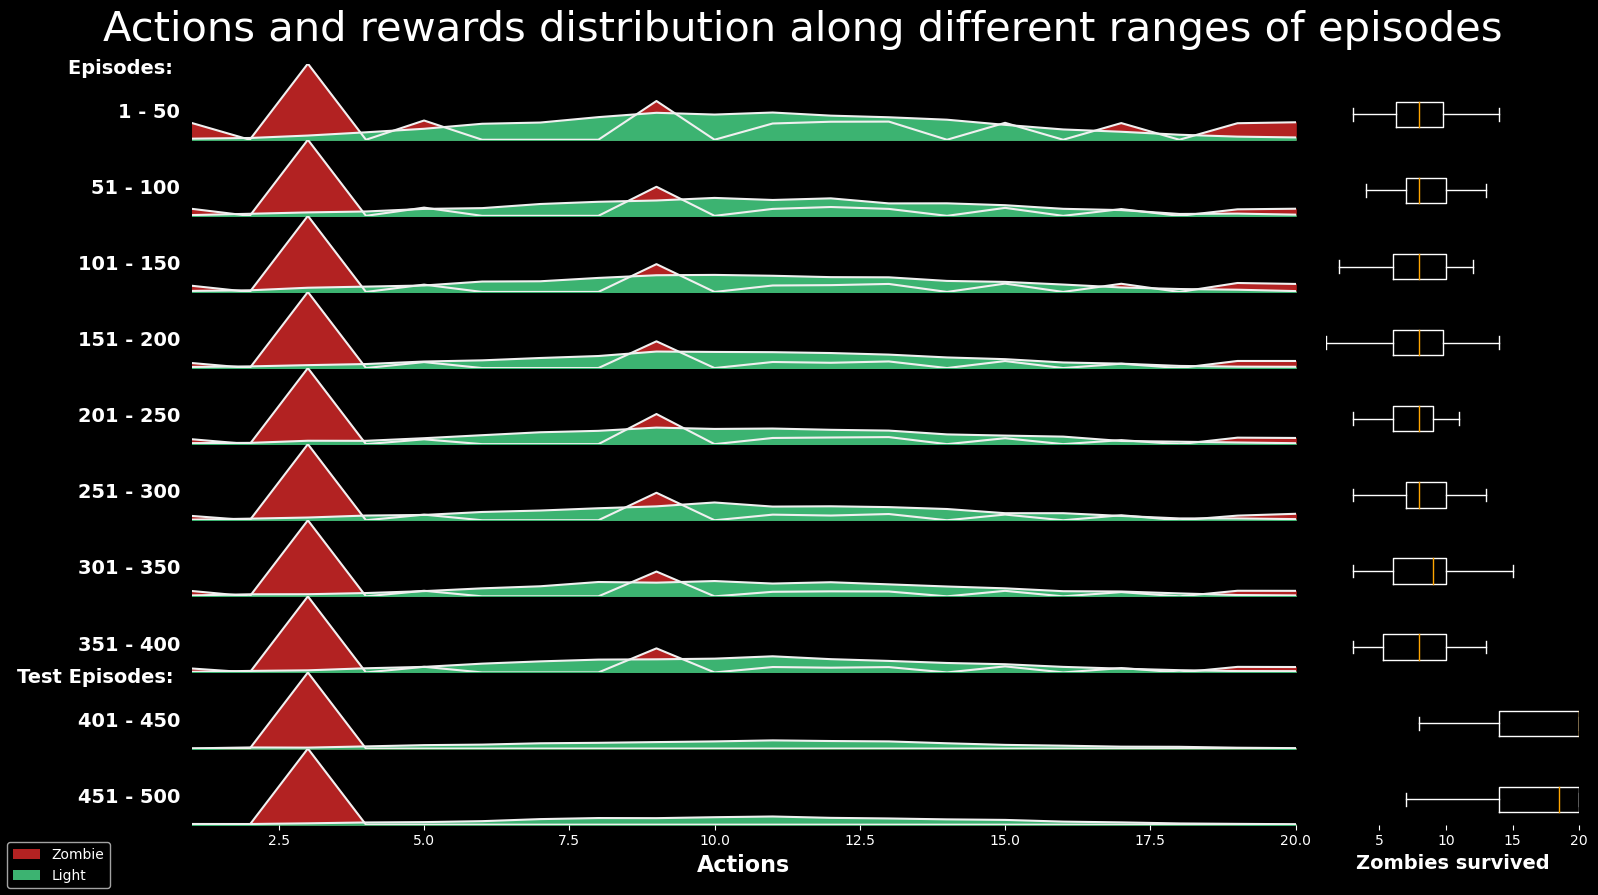 Actions and rewards distribution along different ranges of episodes
Episodes:
1 - 50
51 - 100
101 - 150
151 - 200
201 - 250
251 - 300
301 - 350
351 - 400
Test Episodes:
401 - 450
451 - 500
2.5 5.0 7.5 10.0 12.5 15.0 17.5 20.0
5 10 15 20
Actions
Zombies survived
Zombie
Light